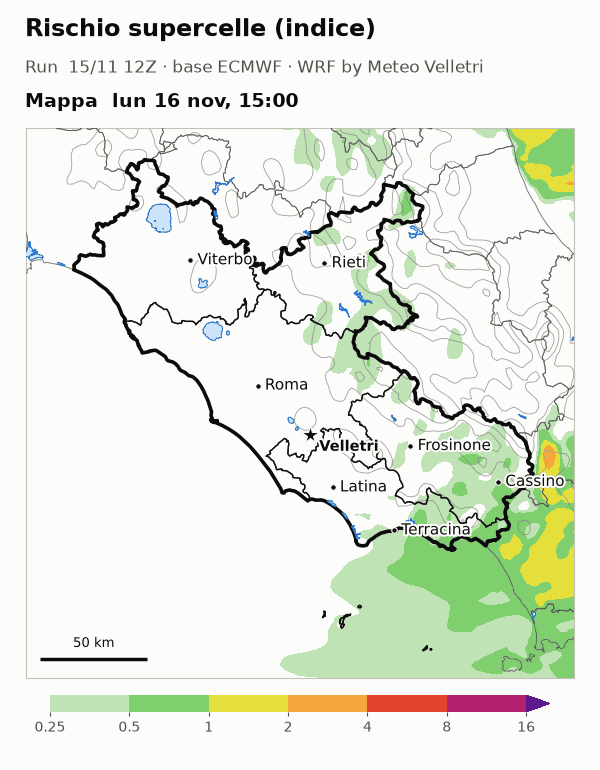 Rischio supercelle (indice)
Run  15/11 12Z · base ECMWF · WRF by Meteo Velletri
Mappa  lun 16 nov, 15:00
Viterbo
Rieti
Roma
Velletri
Frosinone
Latina
Cassino
Terracina
50 km
0.25 0.5 1 2 4 8 16